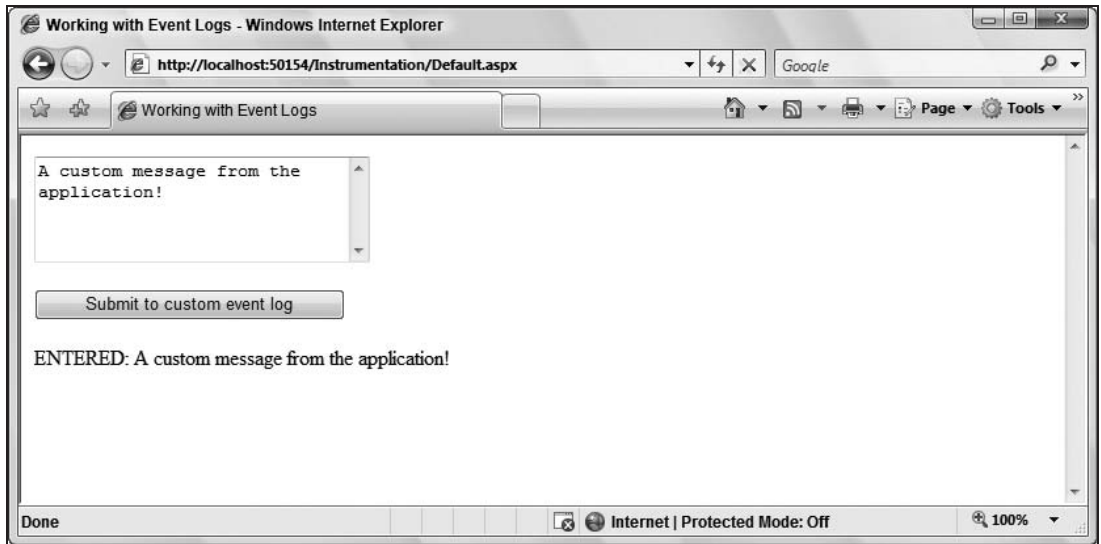 Working with Event Logs - Windows Internet Explorer
http://localhost:50154/Instrumentation/Default.aspx
Google
Working with Event Logs
Page
Tools
A custom message from the
application!
Submit to custom event log
ENTERED: A custom message from the application!
Done
Internet | Protected Mode: Off
100%